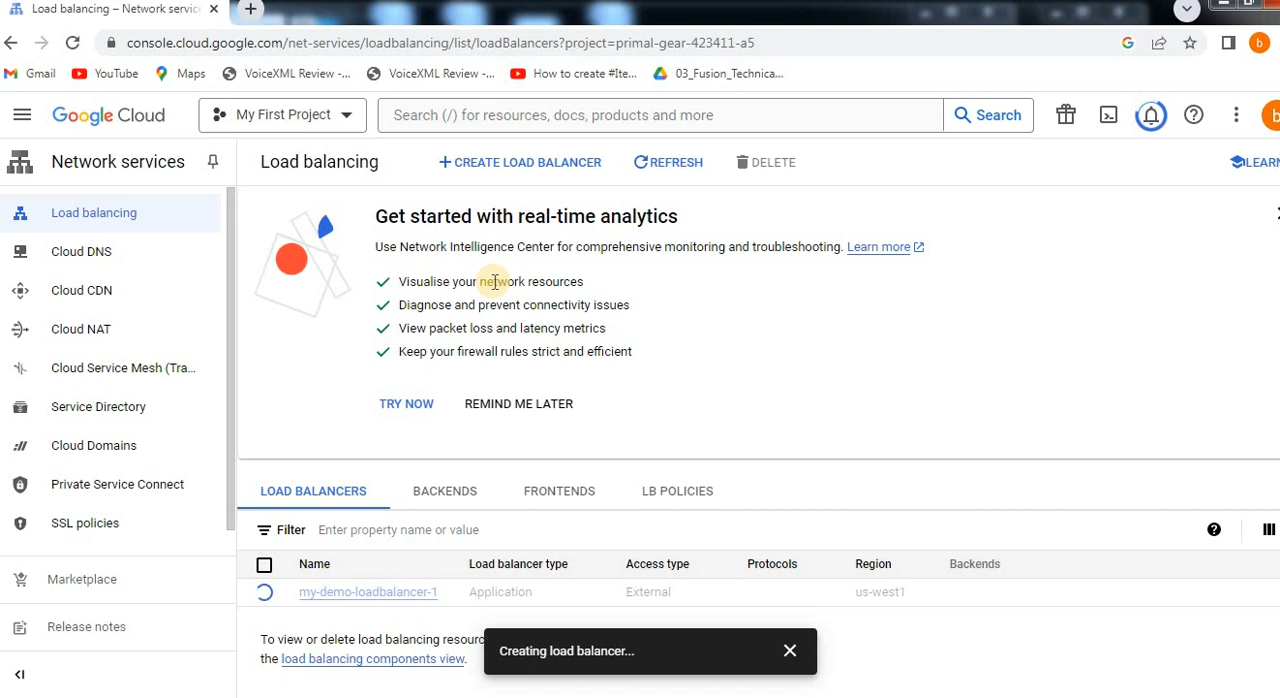 Load balancing – Network servic
console.cloud.google.com/net-services/loadbalancing/list/loadBalancers?project=primal-gear-423411-a5
b
Gmail YouTube Maps VoiceXML Review -... VoiceXML Review -... How to create #Ite... 03_Fusion_Technica...
Google Cloud My First Project Search (/) for resources, docs, products and more Search b
Network services Load balancing CREATE LOAD BALANCER REFRESH DELETE LEARN
Load balancing
Cloud DNS
Cloud CDN
Cloud NAT
Cloud Service Mesh (Tra...
Service Directory
Cloud Domains
Private Service Connect
SSL policies
Marketplace
Release notes
Get started with real-time analytics
Use Network Intelligence Center for comprehensive monitoring and troubleshooting. Learn more
Visualise your network resources
Diagnose and prevent connectivity issues
View packet loss and latency metrics
Keep your firewall rules strict and efficient
TRY NOW REMIND ME LATER
LOAD BALANCERS BACKENDS FRONTENDS LB POLICIES
Filter Enter property name or value
Name Load balancer type Access type Protocols Region Backends
my-demo-loadbalancer-1 Application External us-west1
To view or delete load balancing resourc
the load balancing components view.
Creating load balancer...